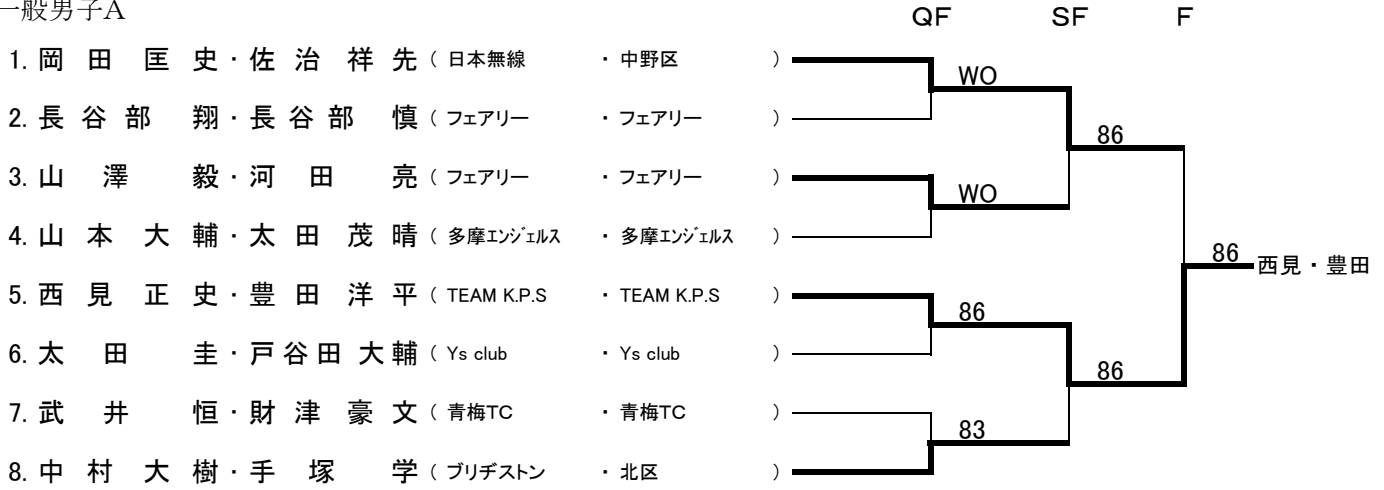 一般男子A
QF SF F
1. 岡田 匡史・佐治 祥先 ( 日本無線 ・ 中野区 )
WO
2. 長谷部 翔・長谷部 慎 ( フェアリー ・ フェアリー )
86
3. 山澤 毅・河田 亮 ( フェアリー ・ フェアリー )
WO
4. 山本 大輔・太田 茂晴 ( 多摩エンジェルス ・ 多摩エンジェルス )
86 西見・豊田
5. 西見 正史・豊田 洋平 ( TEAM K.P.S ・ TEAM K.P.S )
86
6. 太田 圭・戸谷田 大輔 ( Ys club ・ Ys club )
86
7. 武井 恒・財津 豪文 ( 青梅TC ・ 青梅TC )
83
8. 中村 大樹・手塚 学 ( ブリヂストン ・ 北区 )